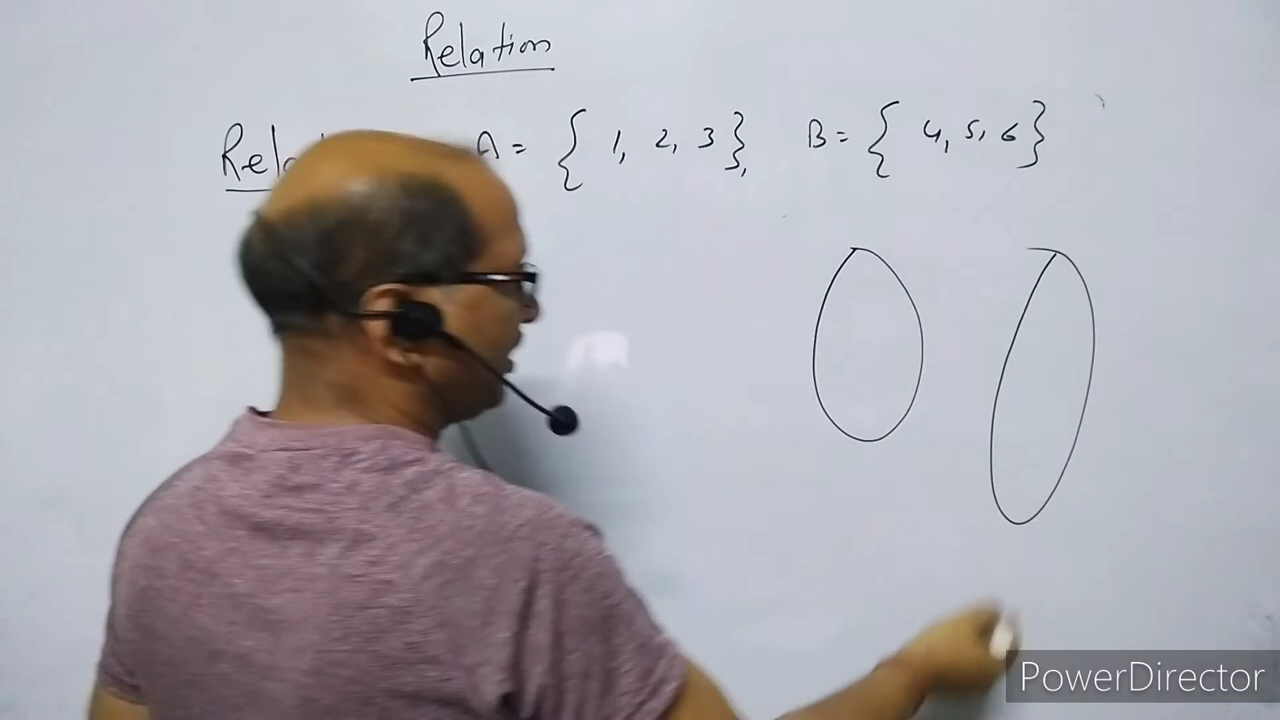 Relation
A = { 1, 2, 3 }, B = { 4, 5, 6 }
PowerDirector